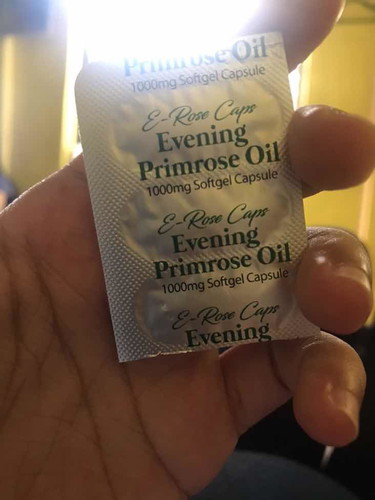 Primrose Oil
1000mg Softgel Capsule
E-Rose Caps
Evening
Primrose Oil
1000mg Softgel Capsule
E-Rose Caps
Evening
Primrose Oil
1000mg Softgel Capsule
E-Rose Caps
Evening